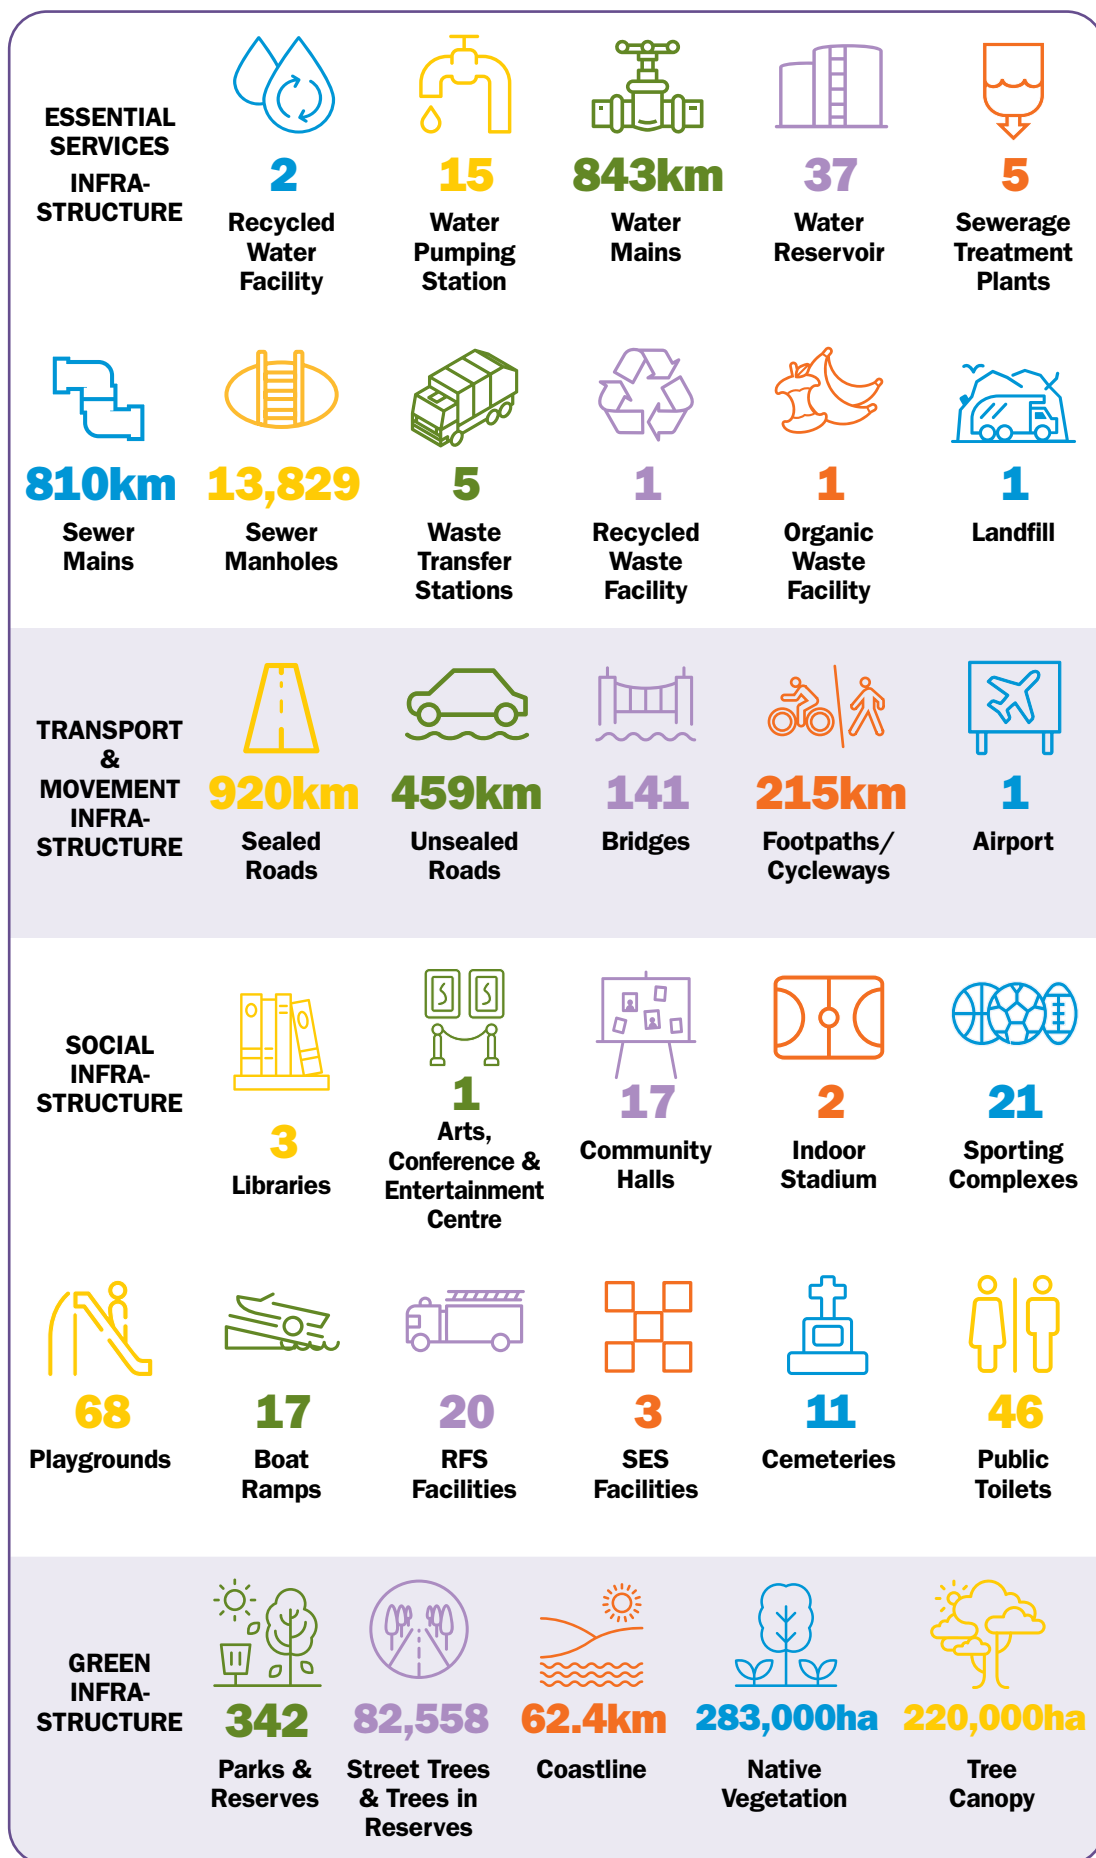 ESSENTIAL
SERVICES
INFRA-
STRUCTURE
2
Recycled
Water
Facility
15
Water
Pumping
Station
843km
Water
Mains
37
Water
Reservoir
5
Sewerage
Treatment
Plants
810km
Sewer
Mains
13,829
Sewer
Manholes
5
Waste
Transfer
Stations
1
Recycled
Waste
Facility
1
Organic
Waste
Facility
1
Landfill
TRANSPORT
&
MOVEMENT
INFRA-
STRUCTURE
920km
Sealed
Roads
459km
Unsealed
Roads
141
Bridges
215km
Footpaths/
Cycleways
1
Airport
SOCIAL
INFRA-
STRUCTURE
3
Libraries
1
Arts,
Conference &
Entertainment
Centre
17
Community
Halls
2
Indoor
Stadium
21
Sporting
Complexes
68
Playgrounds
17
Boat
Ramps
20
RFS
Facilities
3
SES
Facilities
11
Cemeteries
46
Public
Toilets
GREEN
INFRA-
STRUCTURE
342
Parks &
Reserves
82,558
Street Trees
& Trees in
Reserves
62.4km
Coastline
283,000ha
Native
Vegetation
220,000ha
Tree
Canopy